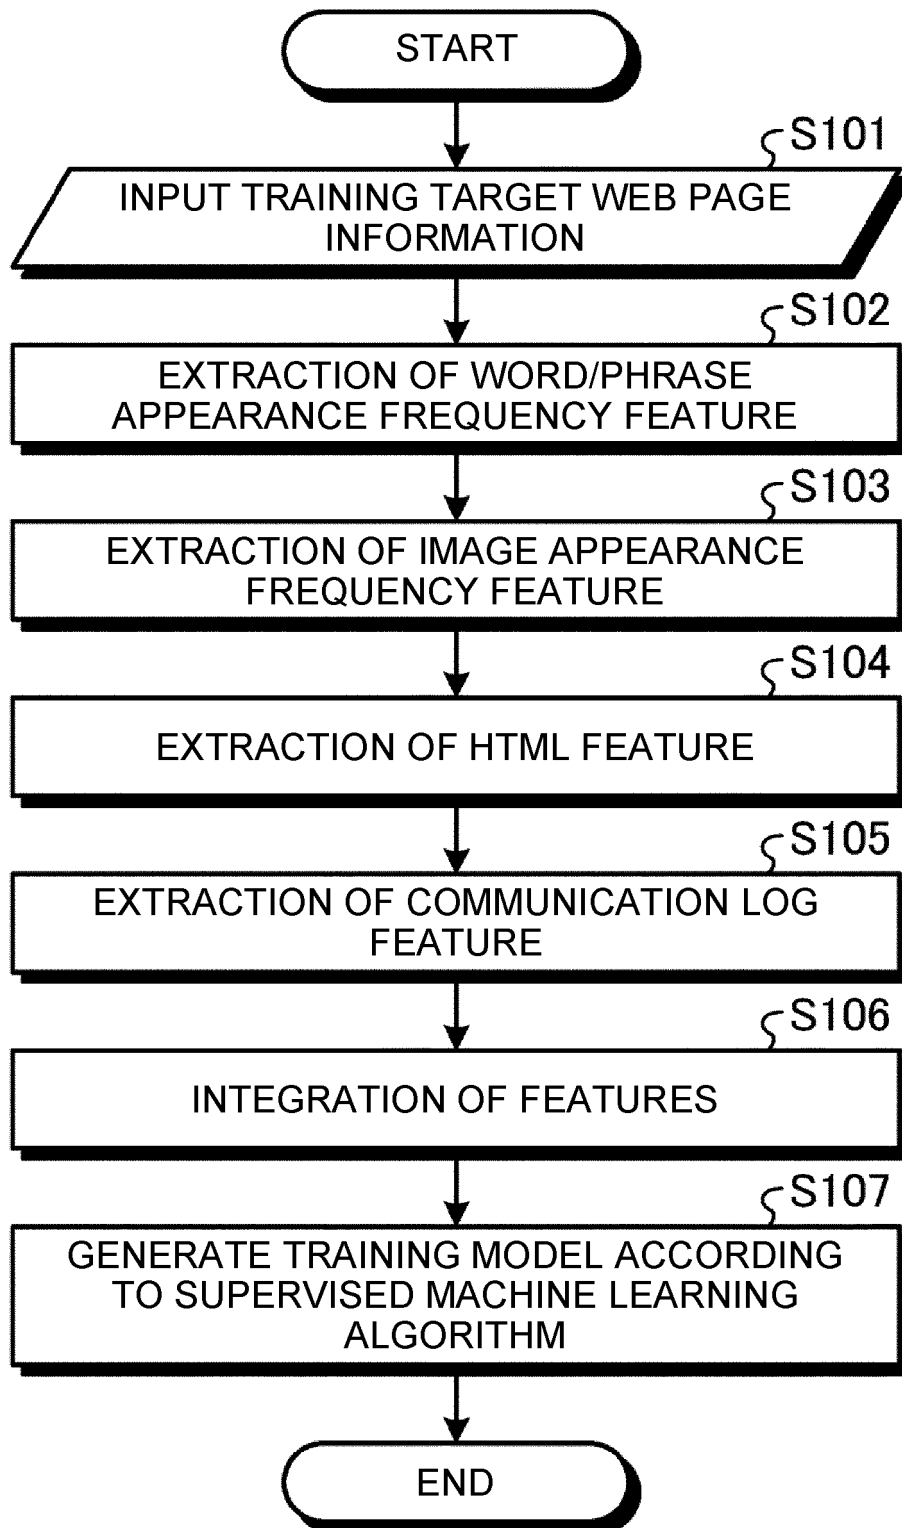 START
S101
INPUT TRAINING TARGET WEB PAGE
INFORMATION
S102
EXTRACTION OF WORD/PHRASE
APPEARANCE FREQUENCY FEATURE
S103
EXTRACTION OF IMAGE APPEARANCE
FREQUENCY FEATURE
S104
EXTRACTION OF HTML FEATURE
S105
EXTRACTION OF COMMUNICATION LOG
FEATURE
S106
INTEGRATION OF FEATURES
S107
GENERATE TRAINING MODEL ACCORDING
TO SUPERVISED MACHINE LEARNING
ALGORITHM
END